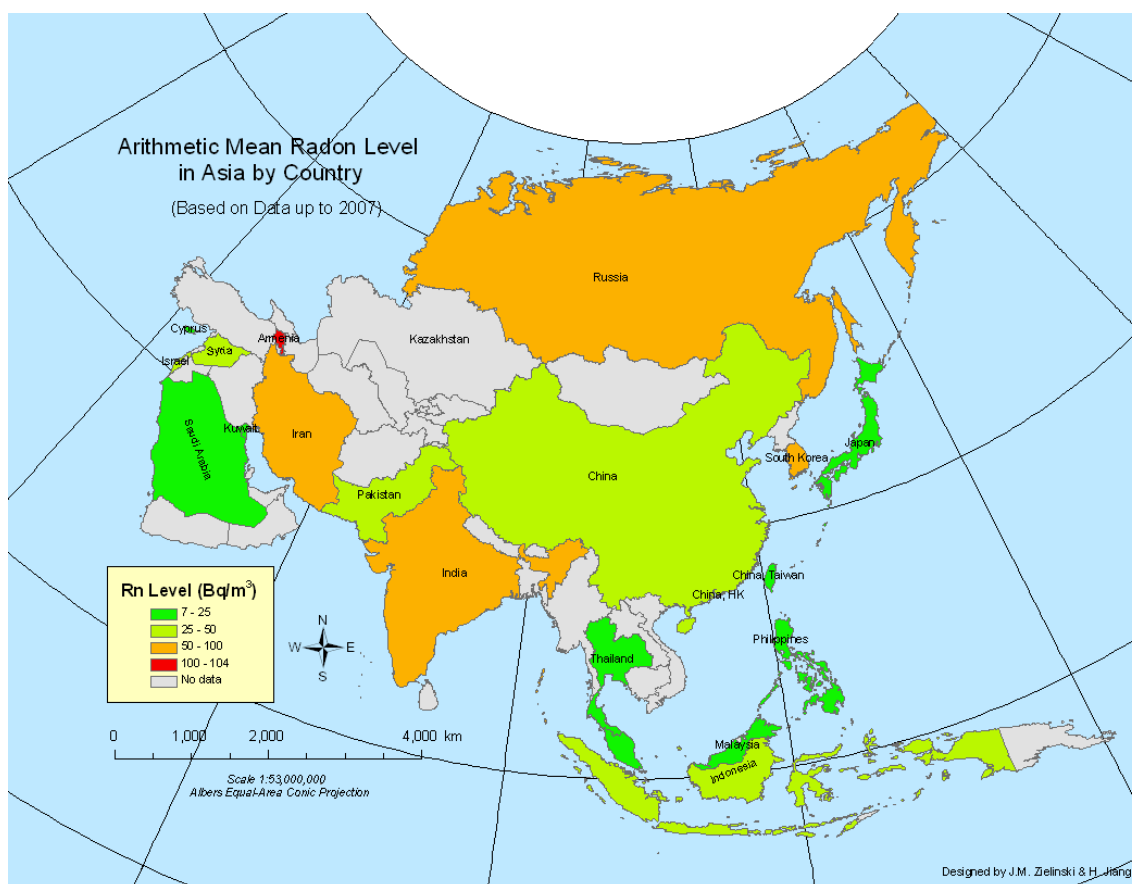 Arithmetic Mean Radon Level
in Asia by Country
(Based on Data up to 2007)
Russia
Kazakhstan
Cyprus
Armenia
Syria
Israel
Kuwait
Saudi Arabia
Iran
Pakistan
China
India
South Korea
Japan
China, Taiwan
China, HK
Philippines
Thailand
Malaysia
Indonesia
Rn Level (Bq/m³)
7 - 25
25 - 50
50 - 100
100 - 104
No data
N
W E
S
0 1,000 2,000 4,000 km
Scale 1:53,000,000
Albers Equal-Area Conic Projection
Designed by J.M. Zielinski & H. Jiang